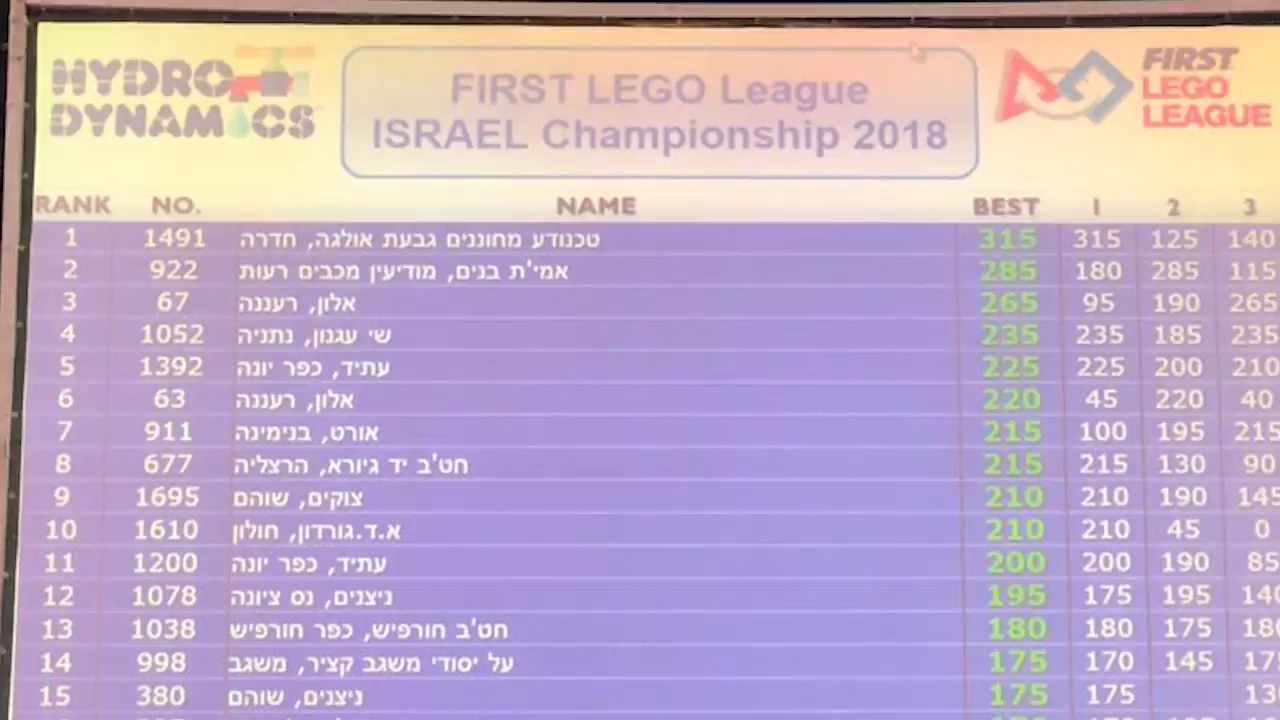 HYDRO DYNAMICS
FIRST LEGO League
ISRAEL Championship 2018
FIRST LEGO LEAGUE
RANK NO. NAME BEST 1 2 3
1 1491 טכנודע מחוננים גבעת אולגה, חדרה 315 315 125 140
2 922 אמי'ת בנים, מודיעין מכבים רעות 285 180 285 115
3 67 אלון, רעננה 265 95 190 265
4 1052 שי עגנון, נתניה 235 235 185 235
5 1392 עתיד, כפר יונה 225 225 200 210
6 63 אלון, רעננה 220 45 220 40
7 911 אורט, בנימינה 215 100 195 215
8 677 חט'ב יד גיורא, הרצליה 215 215 130 90
9 1695 צוקים, שוהם 210 210 190 145
10 1610 א.ד.גורדון, חולון 210 210 45 0
11 1200 עתיד, כפר יונה 200 200 190 85
12 1078 ניצנים, נס ציונה 195 175 195 140
13 1038 חט'ב חורפיש, כפר חורפיש 180 180 175 180
14 998 על יסודי משגב קציר, משגב 175 170 145 175
15 380 ניצנים, שוהם 175 175